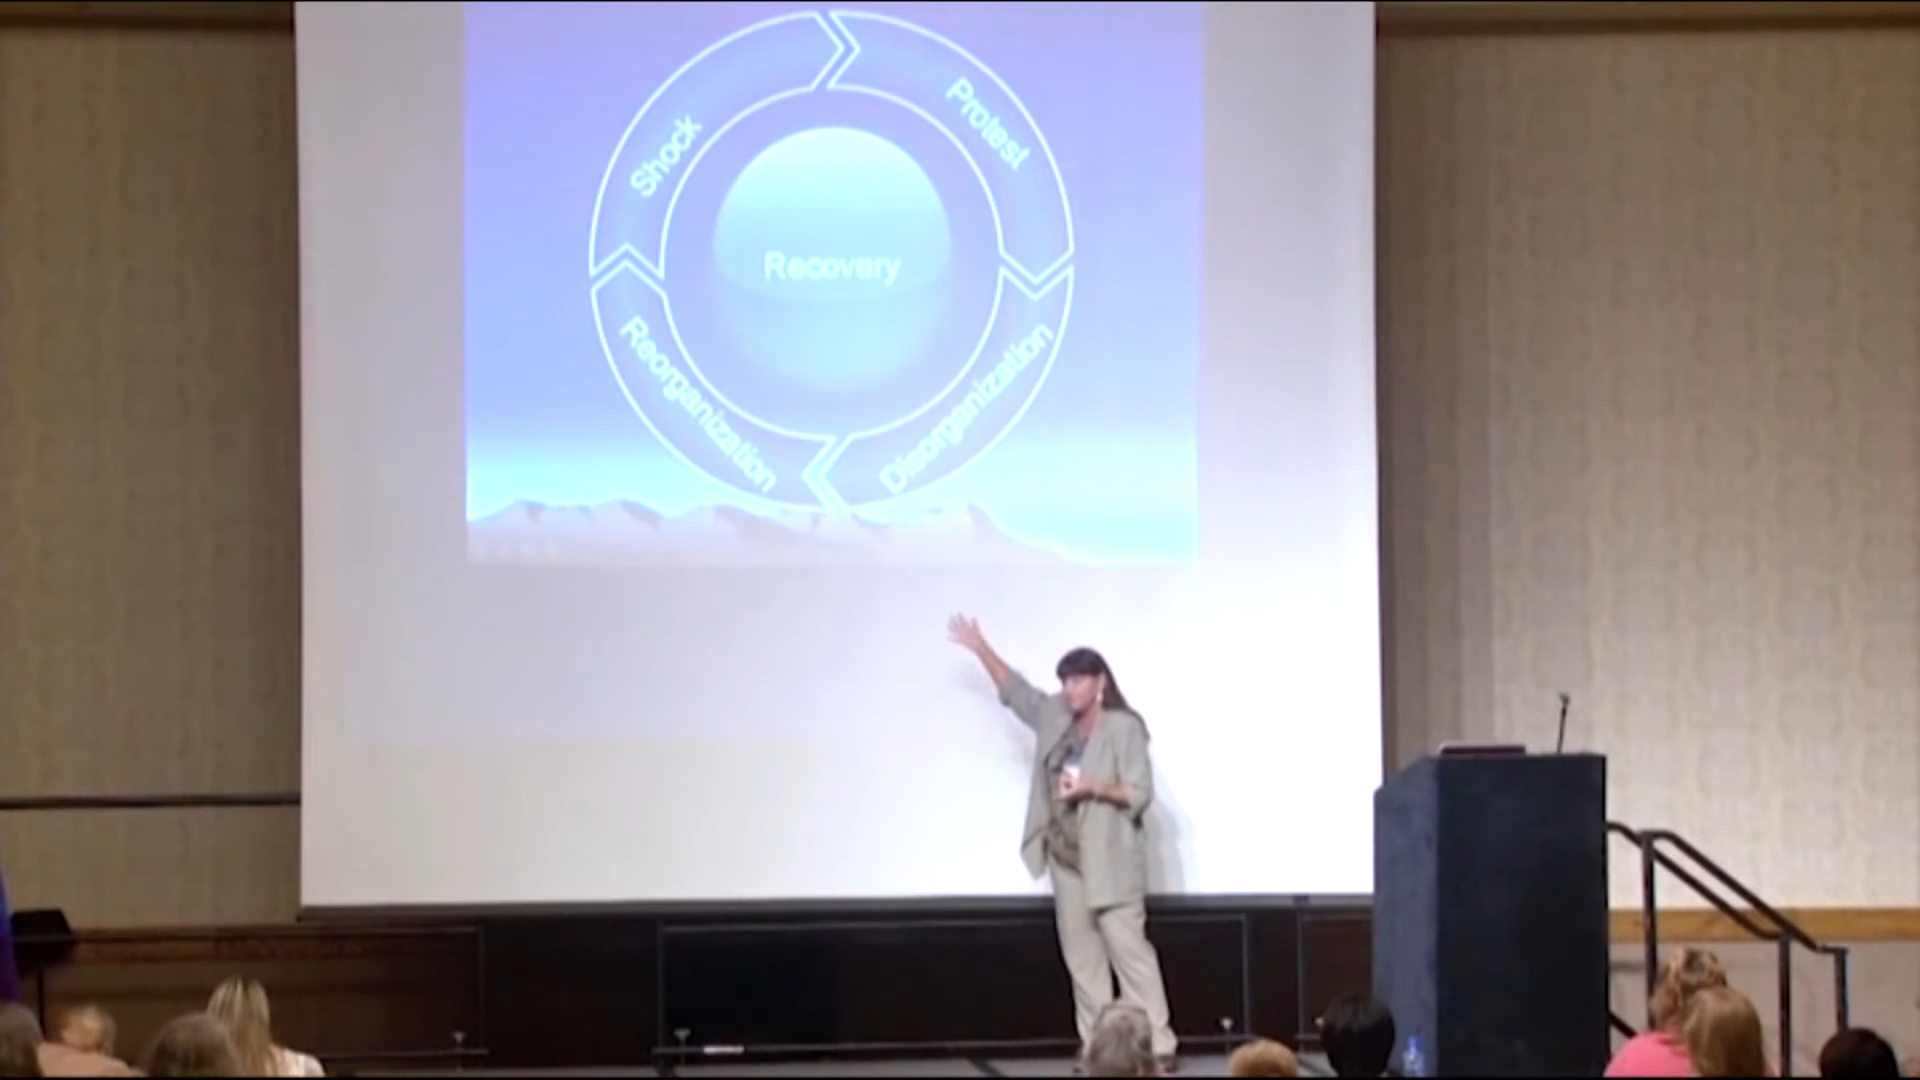 Shock
Protest
Recovery
Reorganization
Disorganization